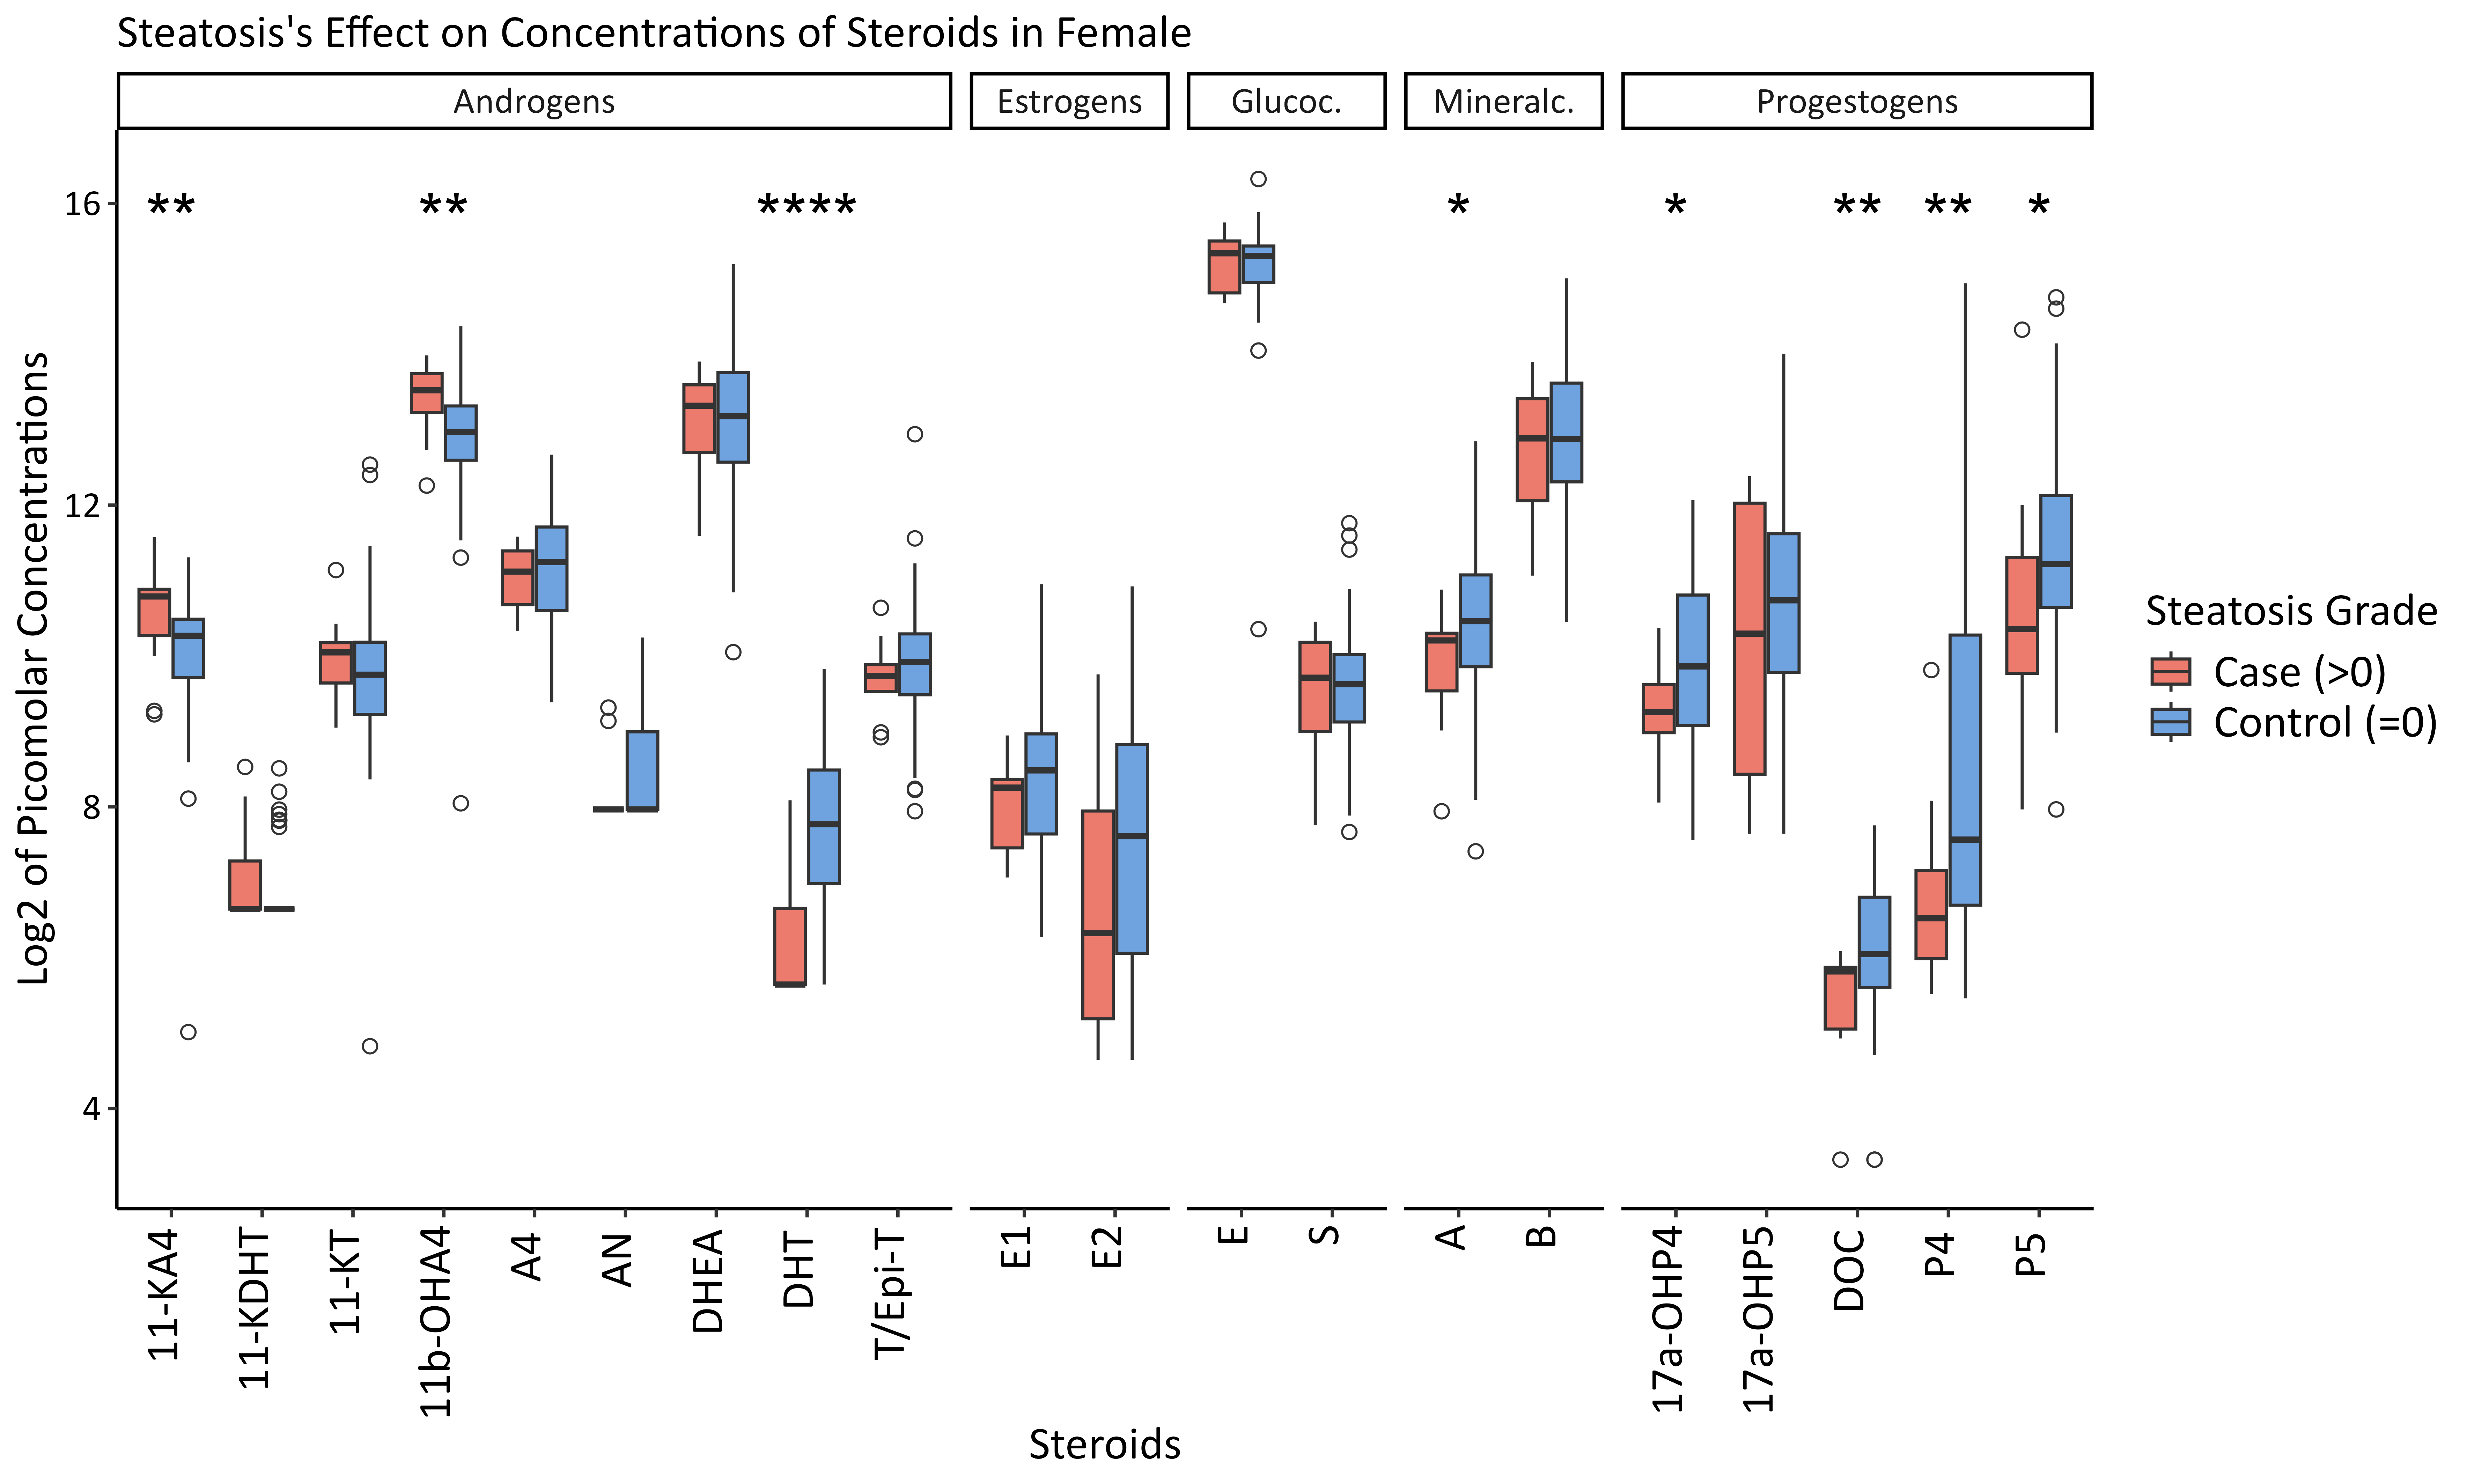 Steatosis's Effect on Concentrations of Steroids in Female
Androgens
Estrogens
Glucoc.
Mineralc.
Progestogens
Log2 of Picomolar Concentrations
16
12
8
4
**
**
****
*
*
**
**
*
11-KA4
11-KDHT
11-KT
11b-OHA4
A4
AN
DHEA
DHT
T/Epi-T
E1
E2
E
S
A
B
17a-OHP4
17a-OHP5
DOC
P4
P5
Steroids
Steatosis Grade
Case (>0)
Control (=0)